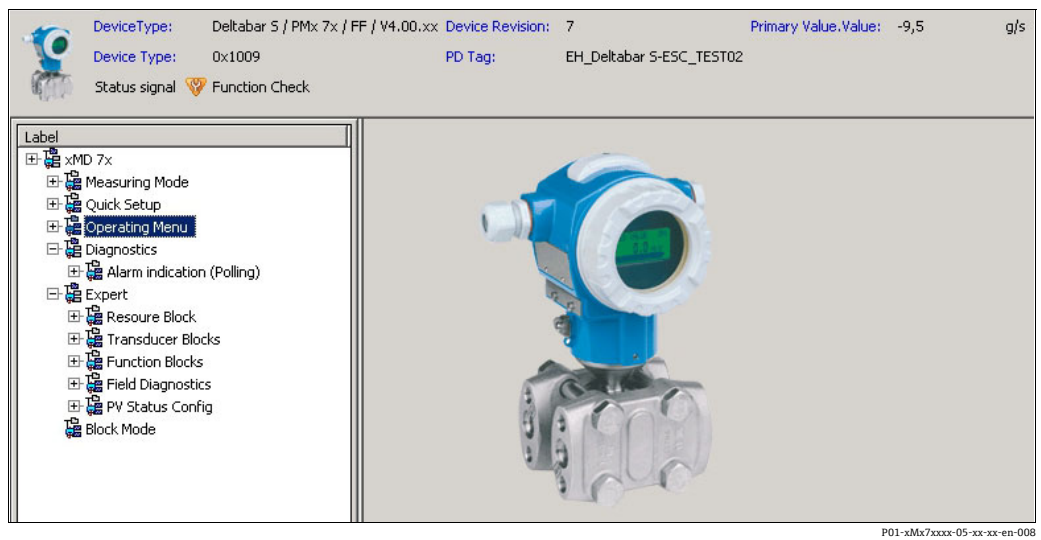 DeviceType: Deltabar S / PMx 7x / FF / V4.00.xx Device Revision: 7 Primary Value.Value: -9,5 g/s
Device Type: 0x1009 PD Tag: EH_Deltabar S-ESC_TEST02
Status signal Function Check
Label
xMD 7x
Measuring Mode
Quick Setup
Operating Menu
Diagnostics
Alarm indication (Polling)
Expert
Resoure Block
Transducer Blocks
Function Blocks
Field Diagnostics
PV Status Config
Block Mode
P01-xMx7xxxx-05-xx-xx-en-008